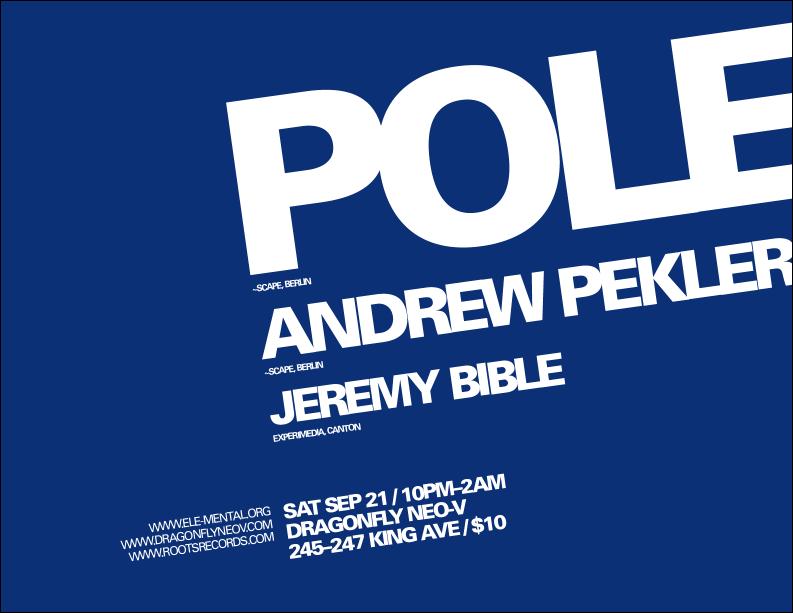 POLE
~SCAPE, BERLIN
ANDREW PEKLER
~SCAPE, BERLIN
JEREMY BIBLE
EXPERIMEDIA, CANTON
WWW.ELE-MENTAL.ORG
WWW.DRAGONFLYNEOV.COM
WWW.ROOTSRECORDS.COM
SAT SEP 21 / 10PM–2AM
DRAGONFLY NEO-V
245–247 KING AVE / $10